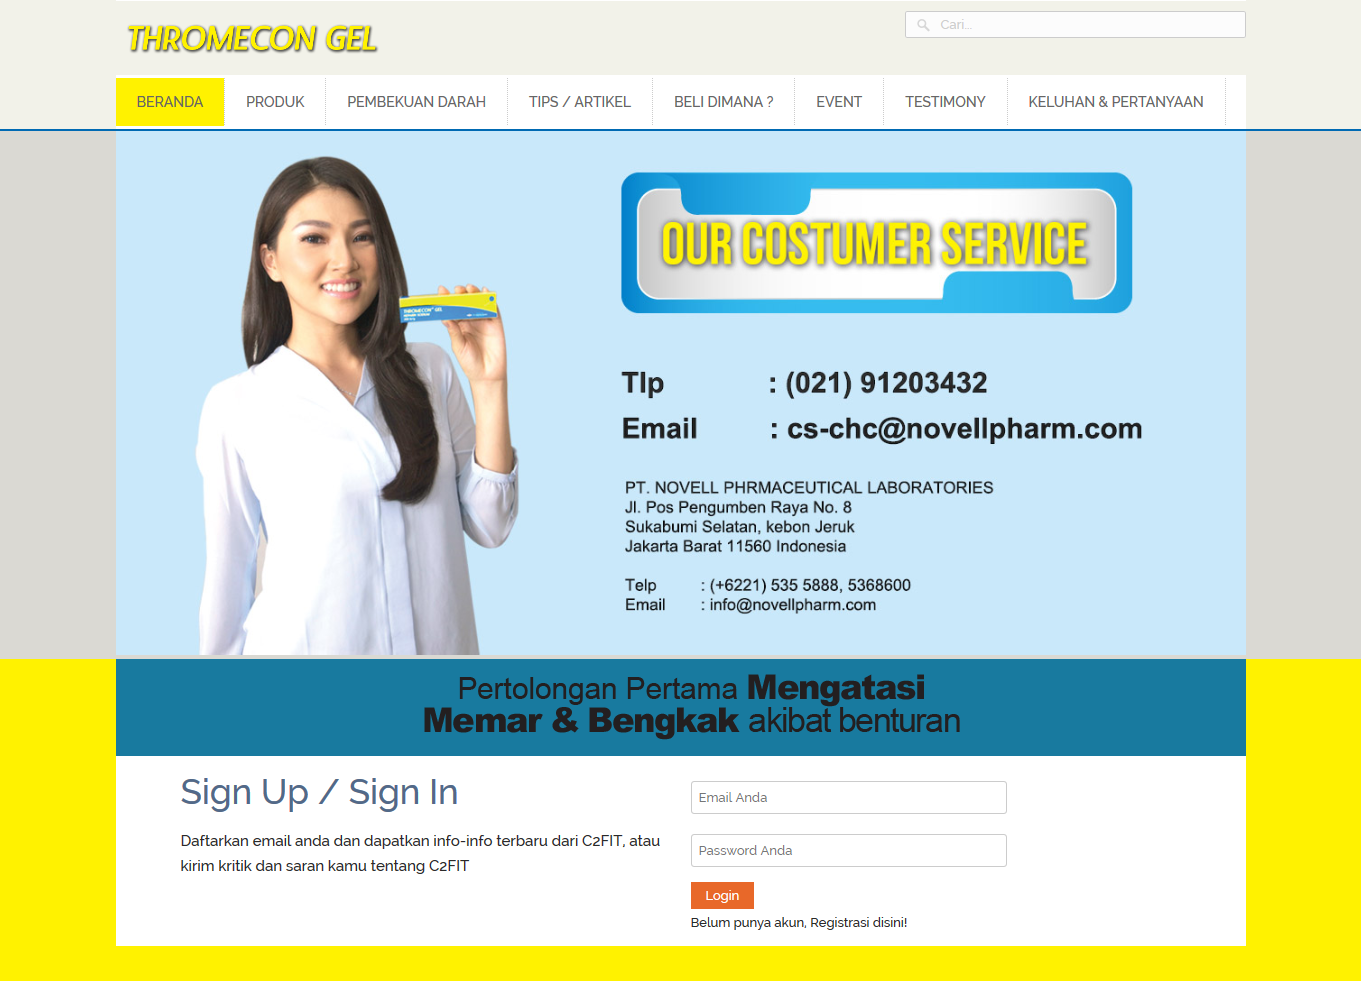 THROMECON GEL
Cari...
BERANDA
PRODUK
PEMBEKUAN DARAH
TIPS / ARTIKEL
BELI DIMANA ?
EVENT
TESTIMONY
KELUHAN & PERTANYAAN
OUR COSTUMER SERVICE
THROMECON® GEL
Tlp : (021) 91203432
Email : cs-chc@novellpharm.com
PT. NOVELL PHRMACEUTICAL LABORATORIES
Jl. Pos Pengumben Raya No. 8
Sukabumi Selatan, kebon Jeruk
Jakarta Barat 11560 Indonesia
Telp : (+6221) 535 5888, 5368600
Email : info@novellpharm.com
Pertolongan Pertama Mengatasi
Memar & Bengkak akibat benturan
Sign Up / Sign In
Daftarkan email anda dan dapatkan info-info terbaru dari C2FIT, atau
kirim kritik dan saran kamu tentang C2FIT
Email Anda
Password Anda
Login
Belum punya akun, Registrasi disini!